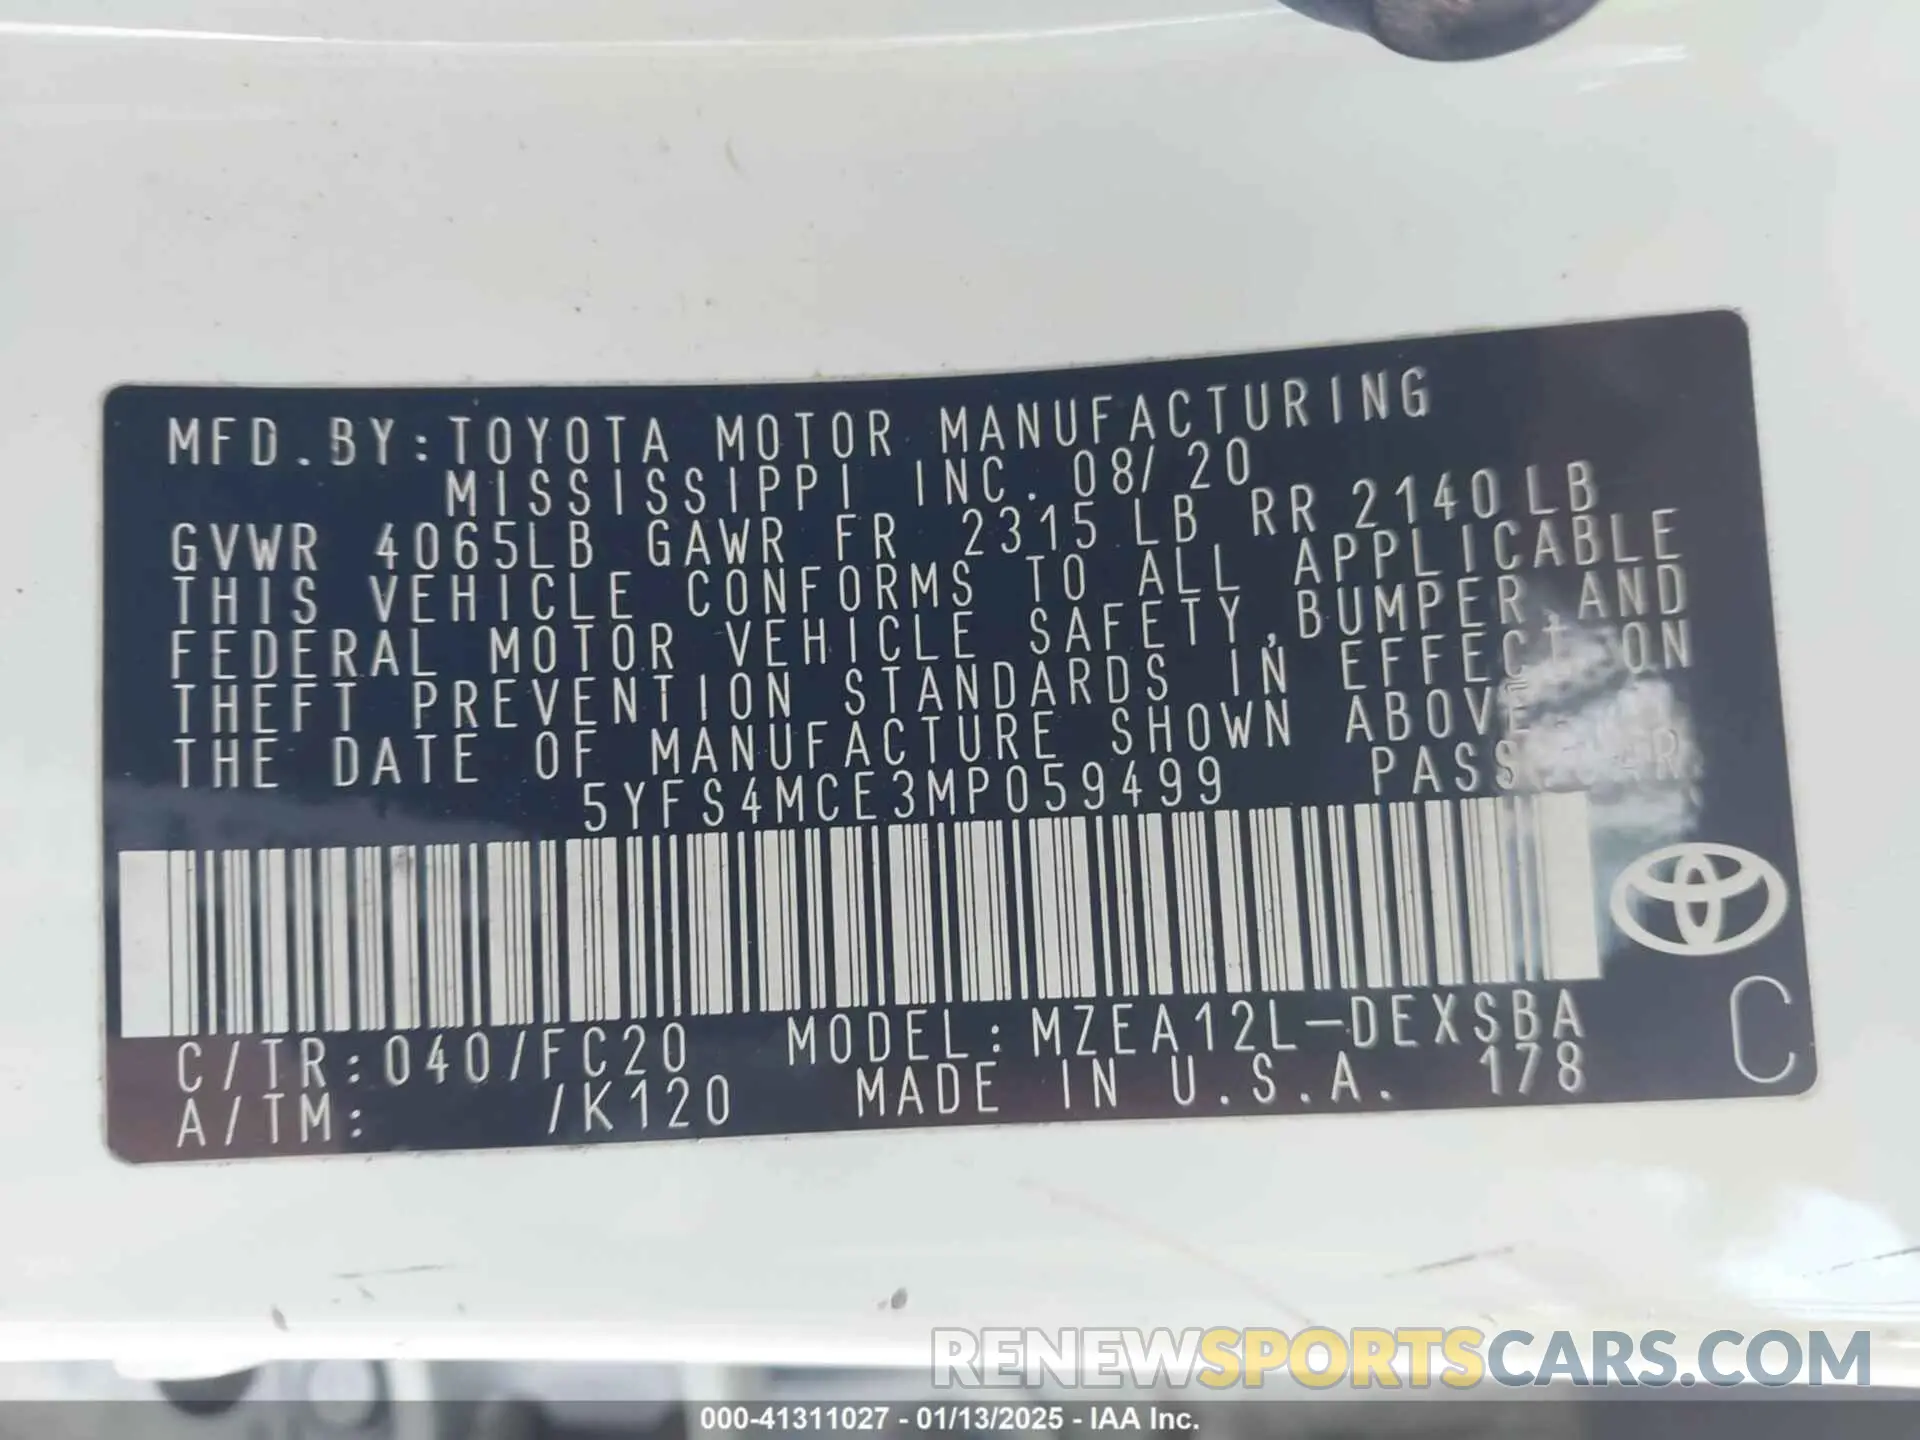 MFD.BY:TOYOTA MOTOR MANUFACTURING
MISSISSIPPI INC. 08/20
GVWR 4065LB GAWR FR 2315LB RR 2140LB
THIS VEHICLE CONFORMS TO ALL APPLICABLE
FEDERAL MOTOR VEHICLE SAFETY,BUMPER,AND
THEFT PREVENTION STANDARDS IN EFFECT ON
THE DATE OF MANUFACTURE SHOWN ABOVE.
5YFS4MCE3MP059499 PASS.CAR
C/TR:040/FC20 MODEL:MZEA12L-DEXSBA
A/TM: /K120 MADE IN U.S.A. 178
C
RENEWSPORTSCARS.COM
000-41311027 - 01/13/2025 - IAA Inc.